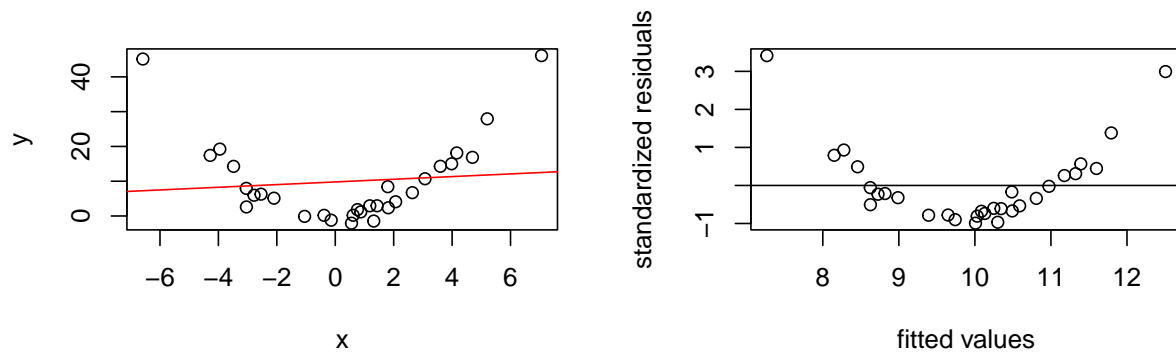 y
40
20
0
−6 −4 −2 0 2 4 6
x
standardized residuals
3
2
1
−1
8 9 10 11 12
fitted values